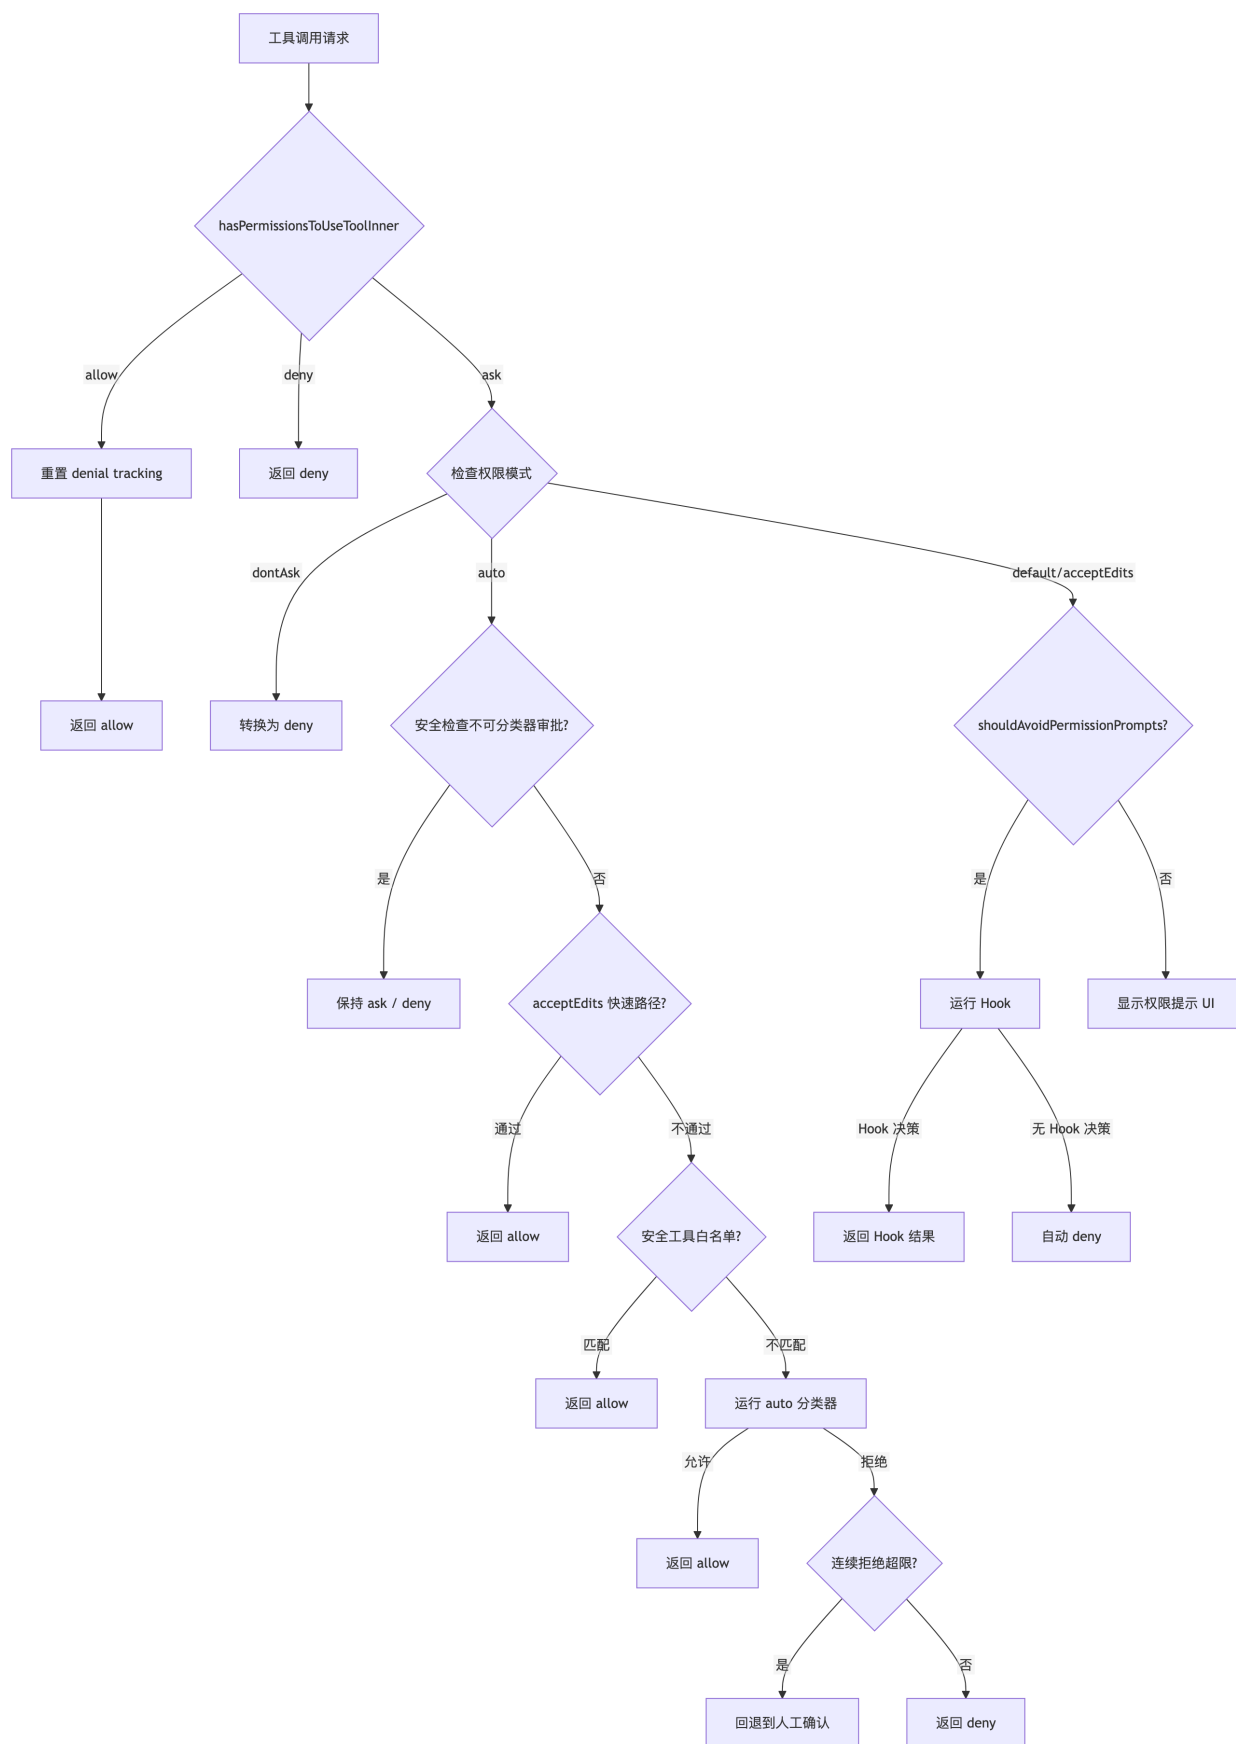 工具调用请求
hasPermissionsToUseToolInner
allow
deny
ask
重置 denial tracking
返回 deny
检查权限模式
dontAsk
auto
default/acceptEdits
返回 allow
转换为 deny
安全检查不可分类器审批?
shouldAvoidPermissionPrompts?
是
否
是
否
保持 ask / deny
acceptEdits 快速路径?
运行 Hook
显示权限提示 UI
通过
不通过
Hook 决策
无 Hook 决策
返回 allow
安全工具白名单?
返回 Hook 结果
自动 deny
匹配
不匹配
返回 allow
运行 auto 分类器
允许
拒绝
返回 allow
连续拒绝超限?
是
否
回退到人工确认
返回 deny